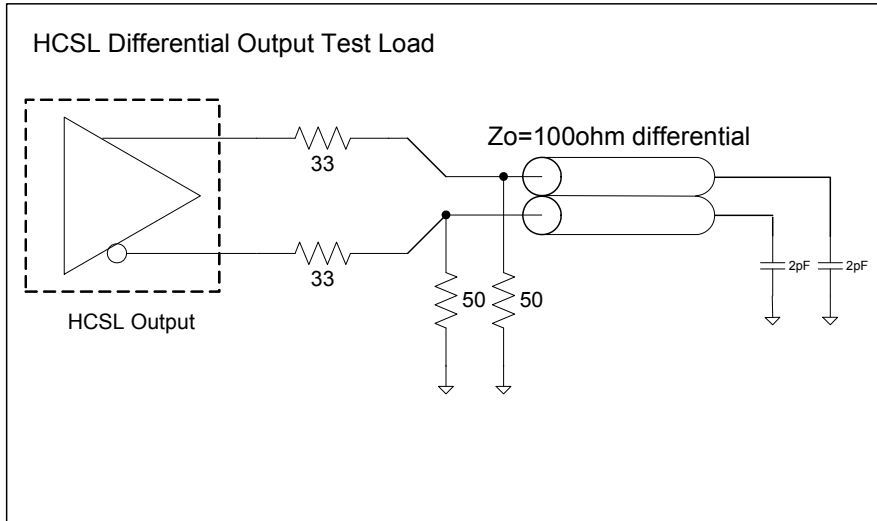 HCSL Differential Output Test Load
Zo=100ohm differential
33
33
50
50
2pF
2pF
HCSL Output